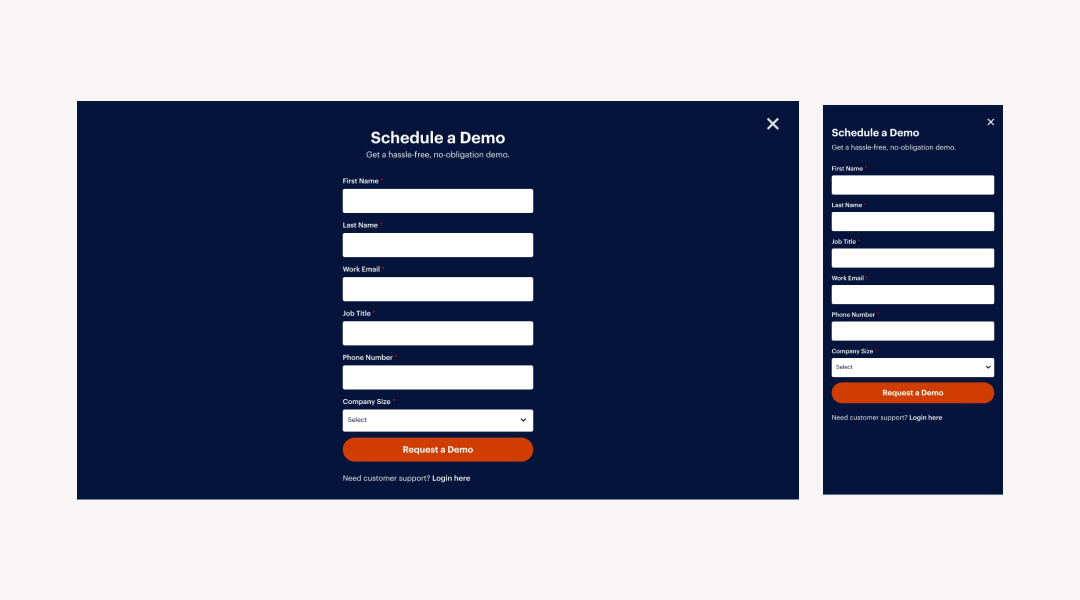 Schedule a Demo
Get a hassle-free, no-obligation demo.
First Name *
Last Name *
Work Email *
Job Title *
Phone Number *
Company Size *
Select
Request a Demo
Need customer support? Login here
Schedule a Demo
Get a hassle-free, no-obligation demo.
First Name *
Last Name *
Job Title *
Work Email *
Phone Number *
Company Size *
Select
Request a Demo
Need customer support? Login here